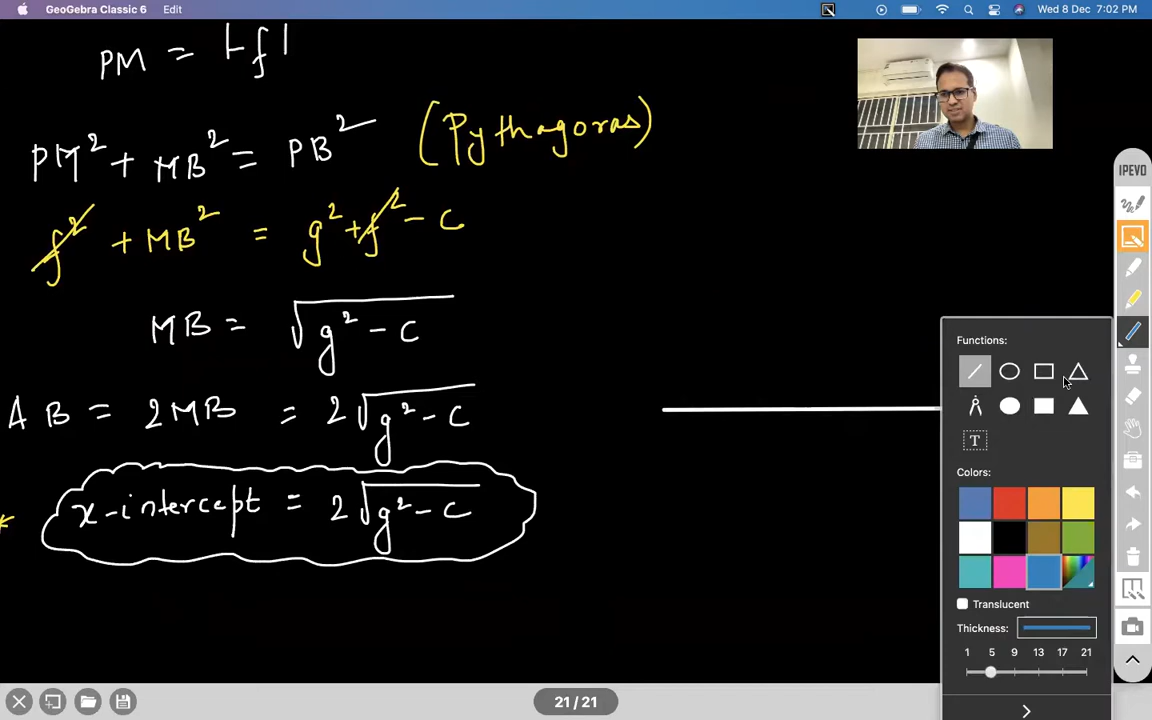 GeoGebra Classic 6 Edit Wed 8 Dec 7:02 PM
PM = |-f|
PM² + MB² = PB² (Pythagoras)
f² + MB² = g² + f² - c
MB = √g² - c
AB = 2MB = 2√g² - c
* x-intercept = 2√g² - c
IPEVO
Functions:
T
Colors:
Translucent
Thickness:
1 5 9 13 17 21
21 / 21